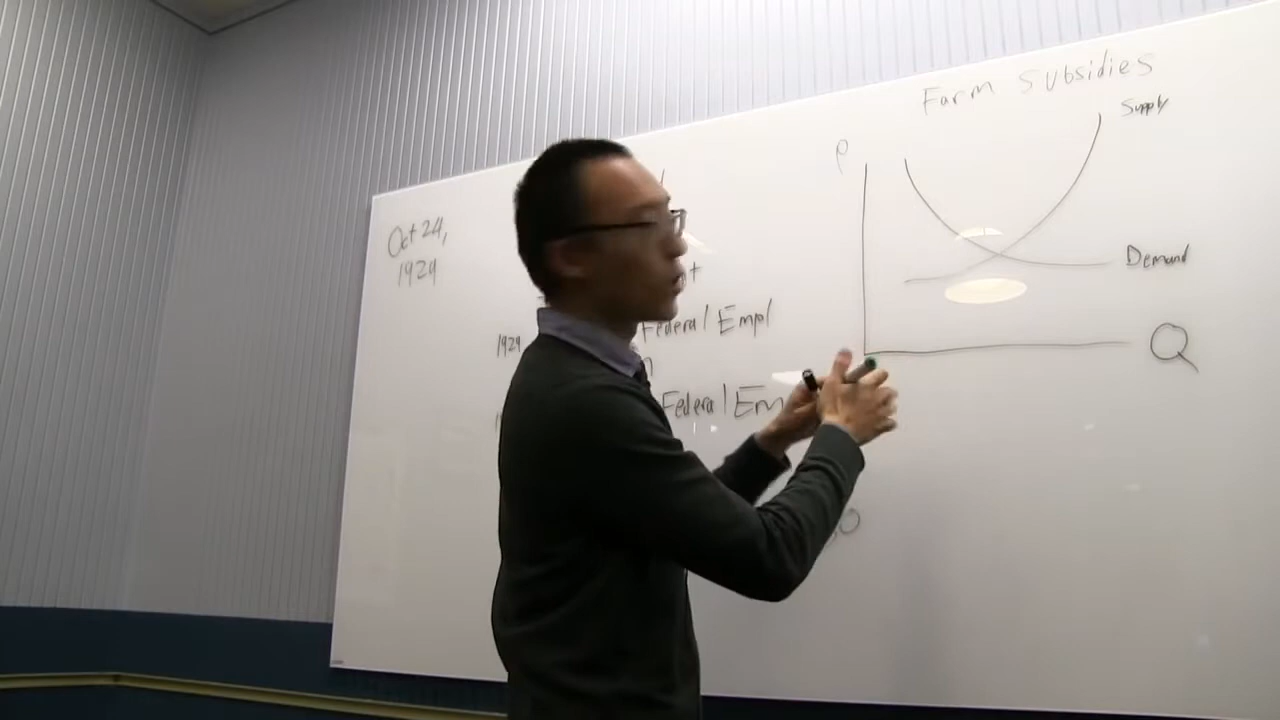 Oct 24,
1929
1929
Federal Empl
Federal Em
Farm Subsidies
Supply
P
Demand
Q